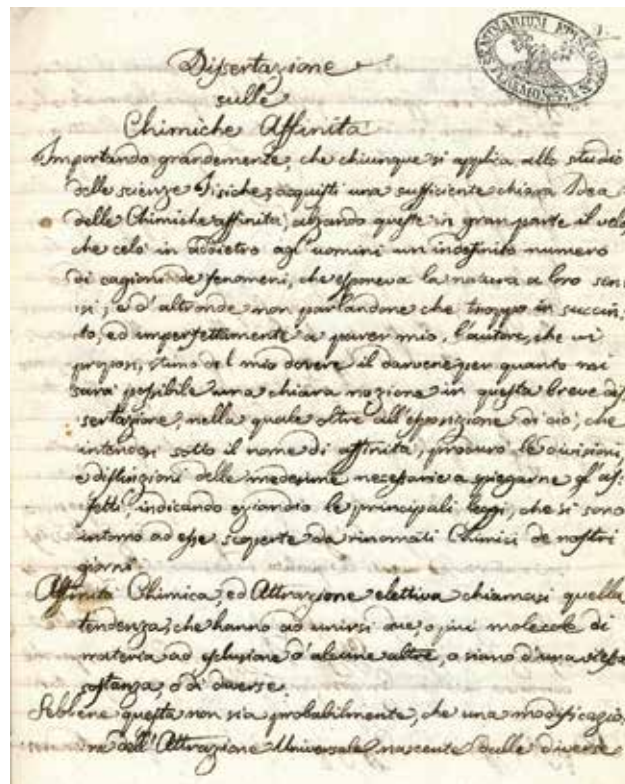 SEMINARIUM
Dissertazione
sulle
Chimiche Affinità
Importando grandemente, che chiunque si applica allo studio
delle scienze Fisiche, acquisti una sufficiente chiara Idea
delle Chimiche affinità, alzando queste in gran parte il velo,
che celò in addietro agl'uomini un indefinito numero
di cagioni de fenomeni, che esponeva la natura a loro sen-
si; e d'altronde non parlandone che troppo in succin-
to, ed imperfettamente a parer mio, l'autore, che vi
proposi, stimo del mio dovere il darvene per quanto mi
sarà possibile una chiara nozione in questa breve dis-
sertazione, nella quale oltre all'esposizione di ciò, che
intendesi sotto il nome di affinità, produrò le divisioni,
e distinzioni delle medesime necessarie a spiegarne gl'ef-
fetti, indicando eziandio le principali leggi, che si sono
intorno ad esse scoperte da rinomati Chimici de nostri
giorni.
Affinità Chimica, ed Attrazione elettiva chiamasi quella
tendenza, che hanno ad unirsi due, o più molecole di
materia ad esclusione d'alcune altre, o siano d'una stessa
sostanza, o di diverse.
Sebbene questa non sia probabilmente, che una modificazio-
ne dell'Attrazione Universale nascente dalle diverse